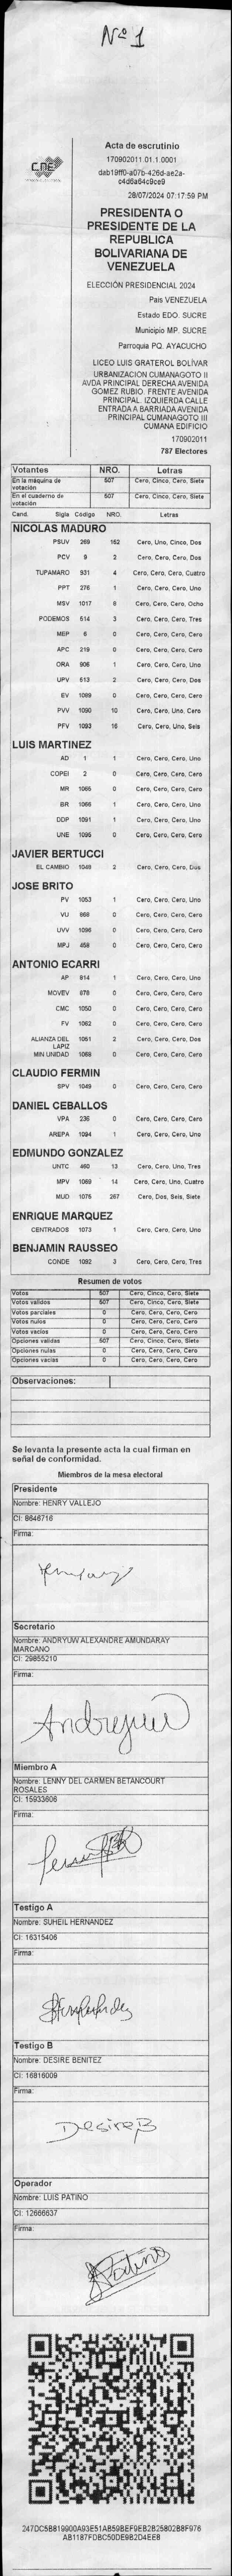 Nº 1
CNE
Acta de escrutinio
170902011.01.1.0001
dab19ff0-a07b-426d-ae2a-
c4d6a64c9ce9
28/07/2024 07:17:59 PM
PRESIDENTA O
PRESIDENTE DE LA
REPUBLICA
BOLIVARIANA DE
VENEZUELA
ELECCIÓN PRESIDENCIAL 2024
País VENEZUELA
Estado EDO. SUCRE
Municipio MP. SUCRE
Parroquia PQ. AYACUCHO
LICEO LUIS GRATEROL BOLÍVAR
URBANIZACION CUMANAGOTO II
AVDA PRINCIPAL DERECHA AVENIDA
GOMEZ RUBIO. FRENTE AVENIDA
PRINCIPAL. IZQUIERDA CALLE
ENTRADA A BARRIADA AVENIDA
PRINCIPAL CUMANAGOTO III
CUMANA EDIFICIO
170902011
787 Electores
Votantes NRO. Letras
En la máquina de votación 507 Cero, Cinco, Cero, Siete
En el cuaderno de votación 507 Cero, Cinco, Cero, Siete
Cand. Sigla Código NRO. Letras
NICOLAS MADURO
PSUV 269 152 Cero, Uno, Cinco, Dos
PCV 9 2 Cero, Cero, Cero, Dos
TUPAMARO 931 4 Cero, Cero, Cero, Cuatro
PPT 276 1 Cero, Cero, Cero, Uno
MSV 1017 8 Cero, Cero, Cero, Ocho
PODEMOS 514 3 Cero, Cero, Cero, Tres
MEP 6 0 Cero, Cero, Cero, Cero
APC 219 0 Cero, Cero, Cero, Cero
ORA 906 1 Cero, Cero, Cero, Uno
UPV 513 2 Cero, Cero, Cero, Dos
EV 1089 0 Cero, Cero, Cero, Cero
PVV 1090 10 Cero, Cero, Uno, Cero
PFV 1093 16 Cero, Cero, Uno, Seis
LUIS MARTINEZ
AD 1 1 Cero, Cero, Cero, Uno
COPEI 2 0 Cero, Cero, Cero, Cero
MR 1065 0 Cero, Cero, Cero, Cero
BR 1066 1 Cero, Cero, Cero, Uno
DDP 1091 1 Cero, Cero, Cero, Uno
UNE 1095 0 Cero, Cero, Cero, Cero
JAVIER BERTUCCI
EL CAMBIO 1048 2 Cero, Cero, Cero, Dos
JOSE BRITO
PV 1053 1 Cero, Cero, Cero, Uno
VU 868 0 Cero, Cero, Cero, Cero
UVV 1096 0 Cero, Cero, Cero, Cero
MPJ 458 0 Cero, Cero, Cero, Cero
ANTONIO ECARRI
AP 814 1 Cero, Cero, Cero, Uno
MOVEV 878 0 Cero, Cero, Cero, Cero
CMC 1050 0 Cero, Cero, Cero, Cero
FV 1062 0 Cero, Cero, Cero, Cero
ALIANZA DEL LAPIZ 1051 2 Cero, Cero, Cero, Dos
MIN UNIDAD 1068 0 Cero, Cero, Cero, Cero
CLAUDIO FERMIN
SPV 1049 0 Cero, Cero, Cero, Cero
DANIEL CEBALLOS
VPA 236 0 Cero, Cero, Cero, Cero
AREPA 1094 1 Cero, Cero, Cero, Uno
EDMUNDO GONZALEZ
UNTC 460 13 Cero, Cero, Uno, Tres
MPV 1069 14 Cero, Cero, Uno, Cuatro
MUD 1075 267 Cero, Dos, Seis, Siete
ENRIQUE MARQUEZ
CENTRADOS 1073 1 Cero, Cero, Cero, Uno
BENJAMIN RAUSSEO
CONDE 1092 3 Cero, Cero, Cero, Tres
Resumen de votos
Votos 507 Cero, Cinco, Cero, Siete
Votos validos 507 Cero, Cinco, Cero, Siete
Votos parciales 0 Cero, Cero, Cero, Cero
Votos nulos 0 Cero, Cero, Cero, Cero
Votos vacios 0 Cero, Cero, Cero, Cero
Opciones validas 507 Cero, Cinco, Cero, Siete
Opciones nulas 0 Cero, Cero, Cero, Cero
Opciones vacias 0 Cero, Cero, Cero, Cero
Observaciones:
Se levanta la presente acta la cual firman en
señal de conformidad.
Miembros de la mesa electoral
Presidente
Nombre: HENRY VALLEJO
CI: 8646716
Firma:
Secretario
Nombre: ANDRYUW ALEXANDRE AMUNDARAY
MARCANO
CI: 29855210
Firma:
Miembro A
Nombre: LENNY DEL CARMEN BETANCOURT
ROSALES
CI: 15933606
Firma:
Testigo A
Nombre: SUHEIL HERNANDEZ
CI: 16315406
Firma:
Testigo B
Nombre: DESIRE BENITEZ
CI: 16816009
Firma:
Desire B
Operador
Nombre: LUIS PATIÑO
CI: 12666637
Firma:
247DC5B819900A93E51AB59BEF9EB2B25802B8F976
AB1187FDBC50DE9B2D4EE8